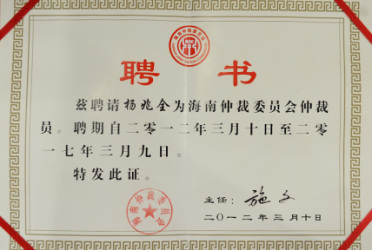 聘书
兹聘请杨兆全为海南仲裁委员会仲裁
员。聘期自二零一二年三月十日至二零
一七年三月九日。
特发此证。
主任：施文
二〇一二年三月十日